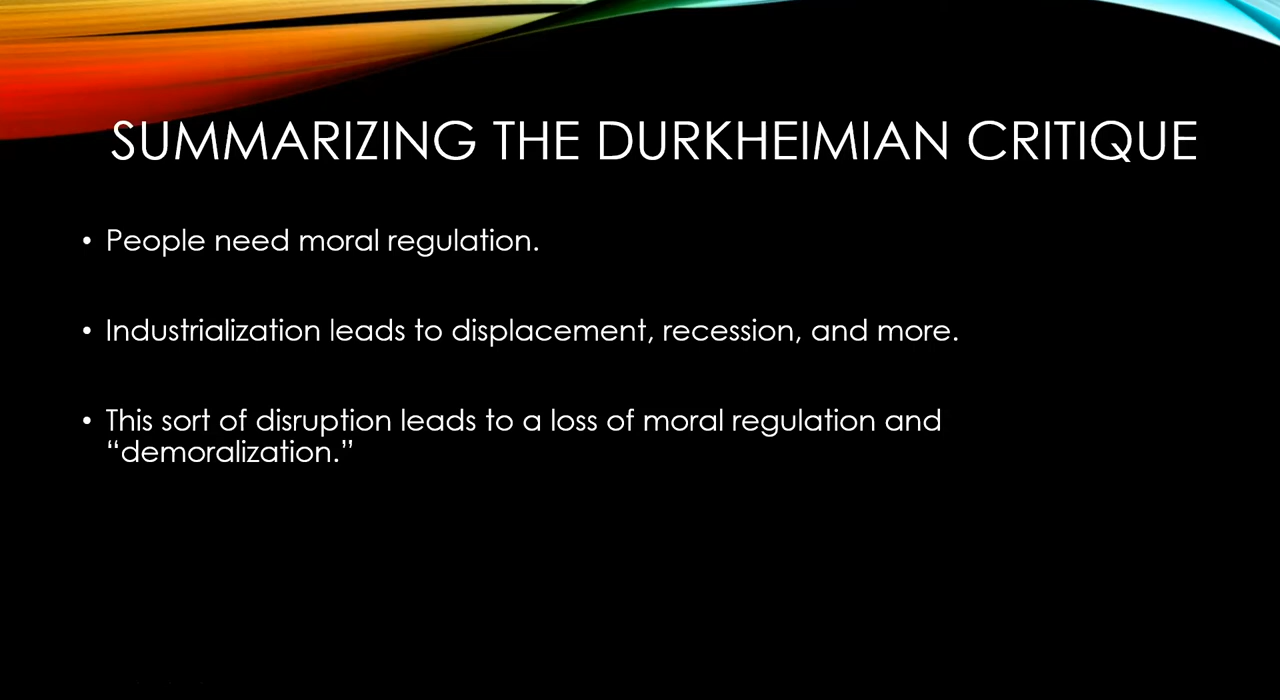 SUMMARIZING THE DURKHEIMIAN CRITIQUE
• People need moral regulation.
• Industrialization leads to displacement, recession, and more.
• This sort of disruption leads to a loss of moral regulation and
“demoralization.”